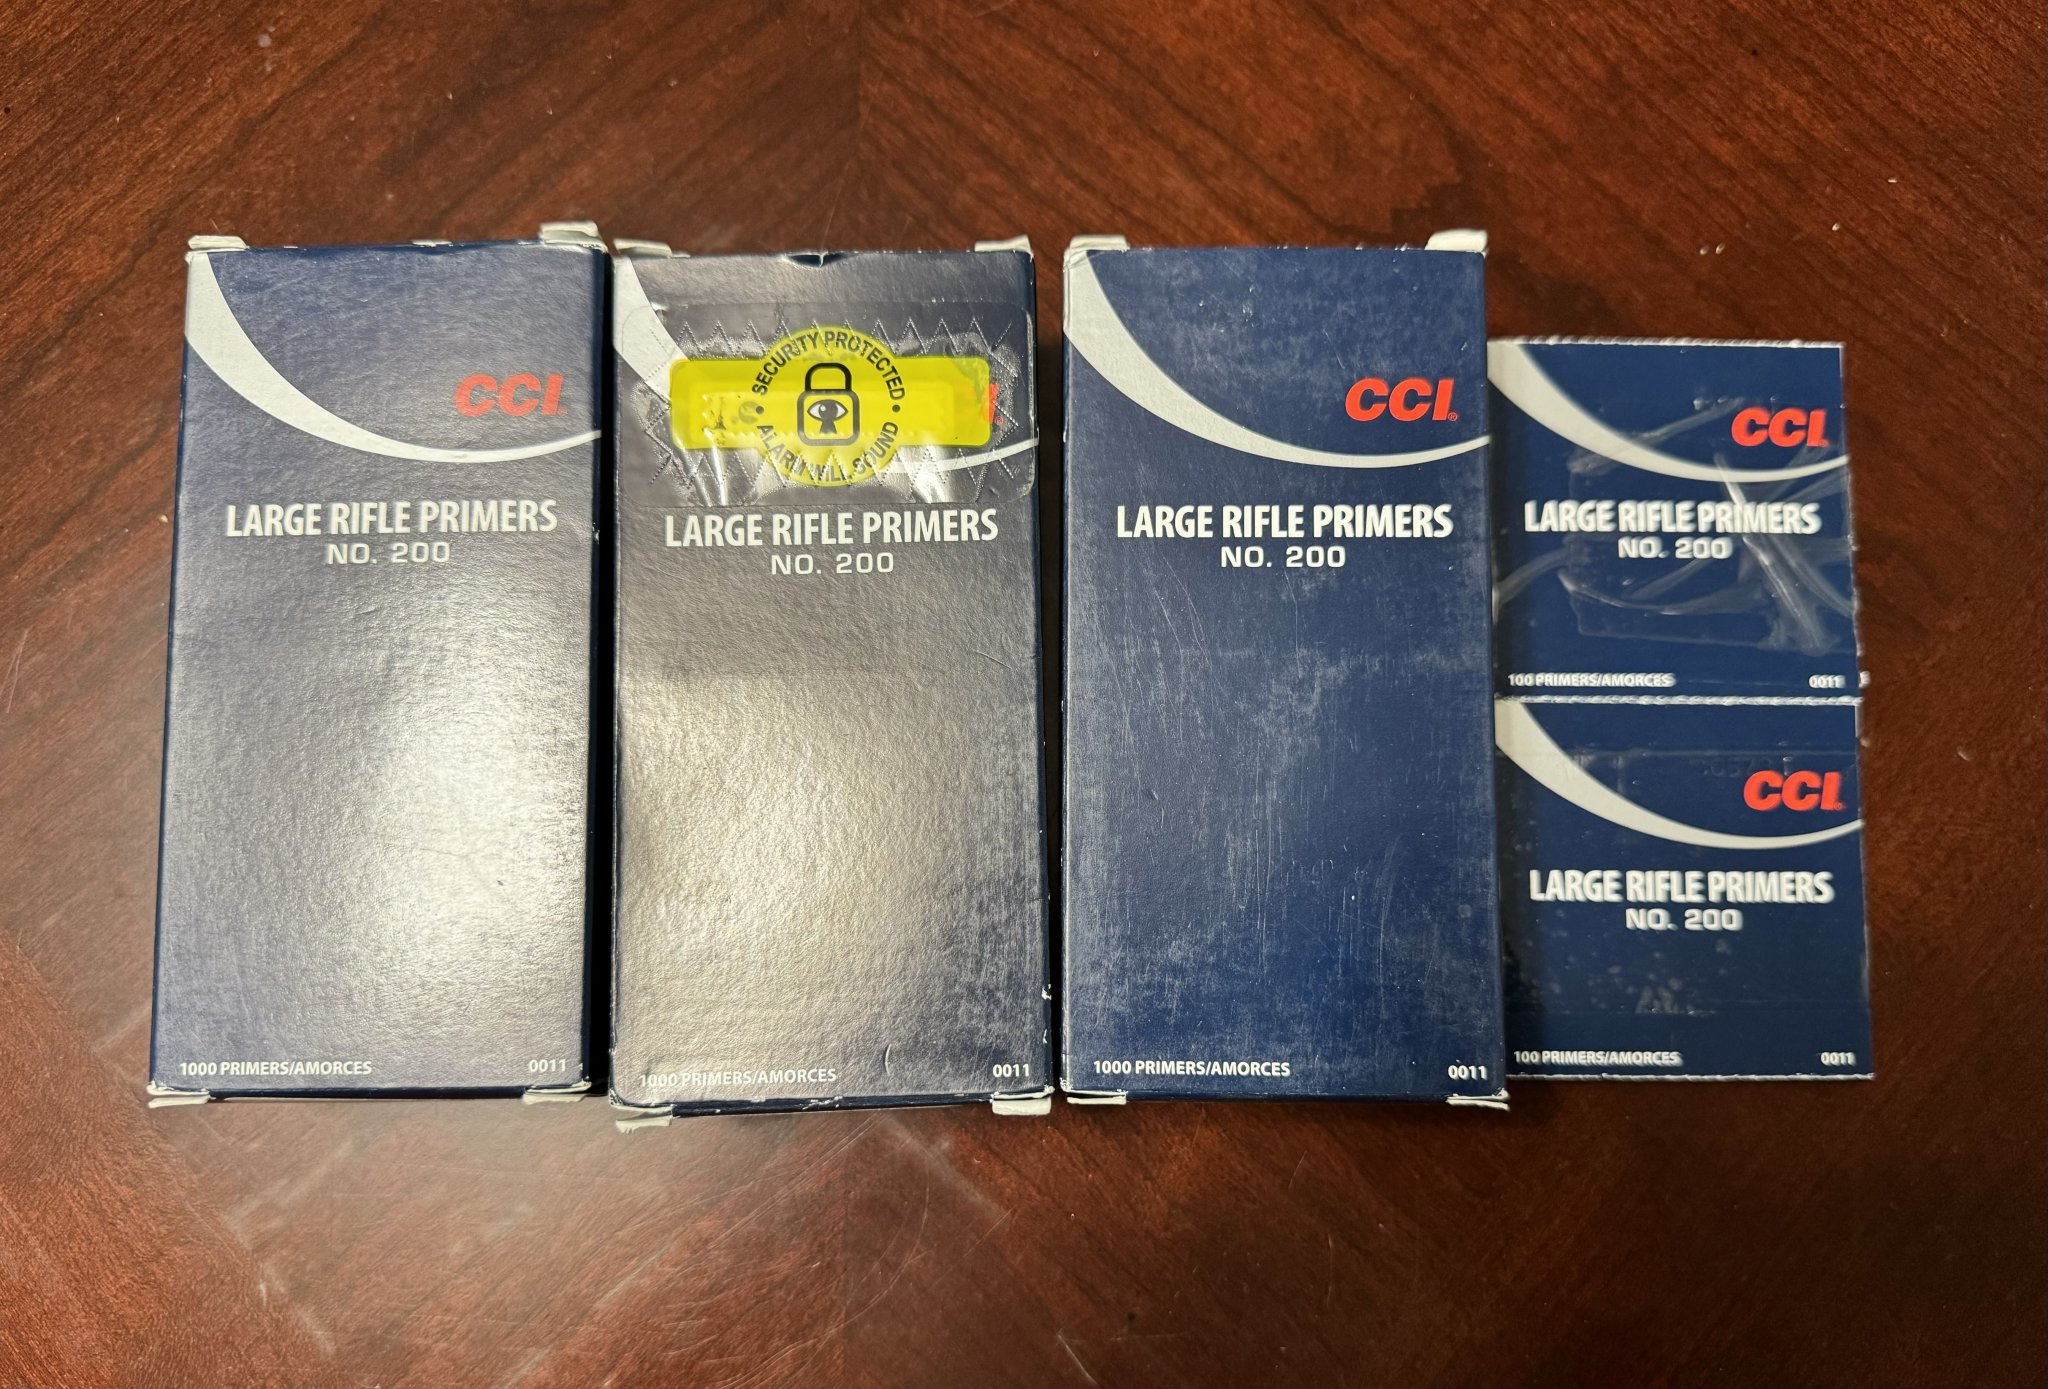 CCI
LARGE RIFLE PRIMERS
NO. 200
1000 PRIMERS/AMORCES 0011
SECURITY PROTECTED
ALARM WILL SOUND
LARGE RIFLE PRIMERS
NO. 200
1000 PRIMERS/AMORCES 0011
CCI®
LARGE RIFLE PRIMERS
NO. 200
1000 PRIMERS/AMORCES 0011
CCI
LARGE RIFLE PRIMERS
NO. 200
100 PRIMERS/AMORCES 0011
CCI
LARGE RIFLE PRIMERS
NO. 200
100 PRIMERS/AMORCES 0011